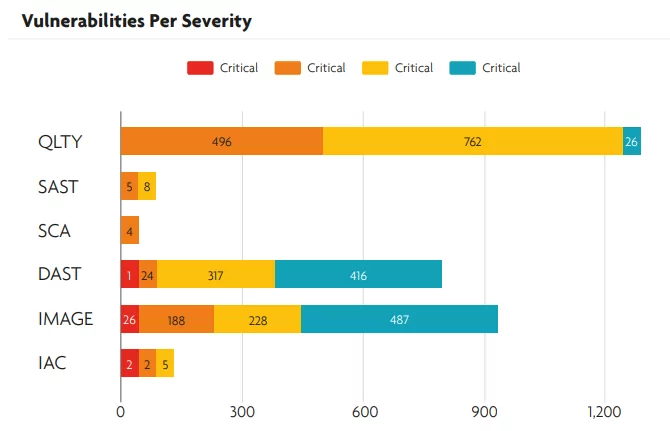 Vulnerabilities Per Severity
Critical Critical Critical Critical
QLTY 496 762 26
SAST 5 8
SCA 4
DAST 1 24 317 416
IMAGE 26 188 228 487
IAC 2 2 5
0 300 600 900 1,200